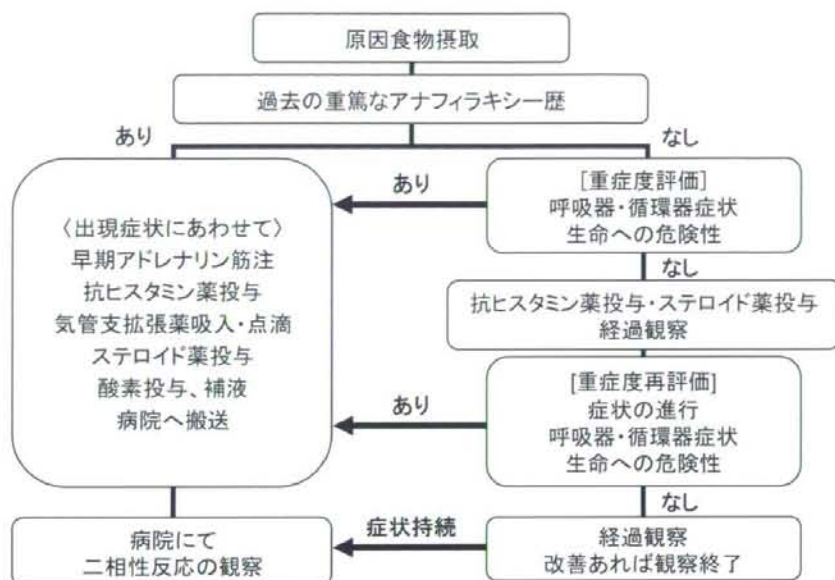 原因食物摂取
過去の重篤なアナフィラキシー歴
あり
なし
〈出現症状にあわせて〉
早期アドレナリン筋注
抗ヒスタミン薬投与
気管支拡張薬吸入・点滴
ステロイド薬投与
酸素投与、補液
病院へ搬送
あり
[重症度評価]
呼吸器・循環器症状
生命への危険性
なし
抗ヒスタミン薬投与・ステロイド薬投与
経過観察
あり
[重症度再評価]
症状の進行
呼吸器・循環器症状
生命への危険性
なし
病院にて
二相性反応の観察
症状持続
経過観察
改善あれば観察終了